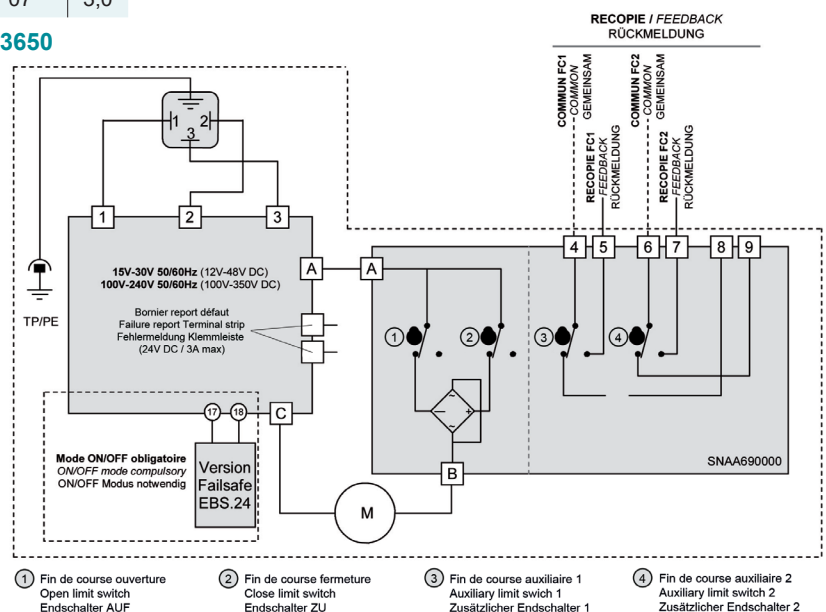 07 3,0
3650
RECOPIE / FEEDBACK
RÜCKMELDUNG
COMMUN FC1
COMMON
GEMEINSAM
RECOPIE FC1
FEEDBACK
RÜCKMELDUNG
COMMUN FC2
COMMON
GEMEINSAM
RECOPIE FC2
FEEDBACK
RÜCKMELDUNG
1 2
3
1 2 3
4 5 6 7 8 9
A A
15V-30V 50/60Hz (12V-48V DC)
100V-240V 50/60Hz (100V-350V DC)
Bornier report défaut
Failure report Terminal strip
Fehlermeldung Klemmleiste
(24V DC / 3A max)
TP/PE
1 2 3 4
17 18 C
Mode ON/OFF obligatoire
ON/OFF mode compulsory
ON/OFF Modus notwendig
Version
Failsafe
EBS.24
~
- +
~
SNAA690000
B
M
1 Fin de course ouverture
Open limit switch
Endschalter AUF
2 Fin de course fermeture
Close limit switch
Endschalter ZU
3 Fin de course auxiliaire 1
Auxiliary limit swich 1
Zusätzlicher Endschalter 1
4 Fin de course auxiliaire 2
Auxiliary limit switch 2
Zusätzlicher Endschalter 2